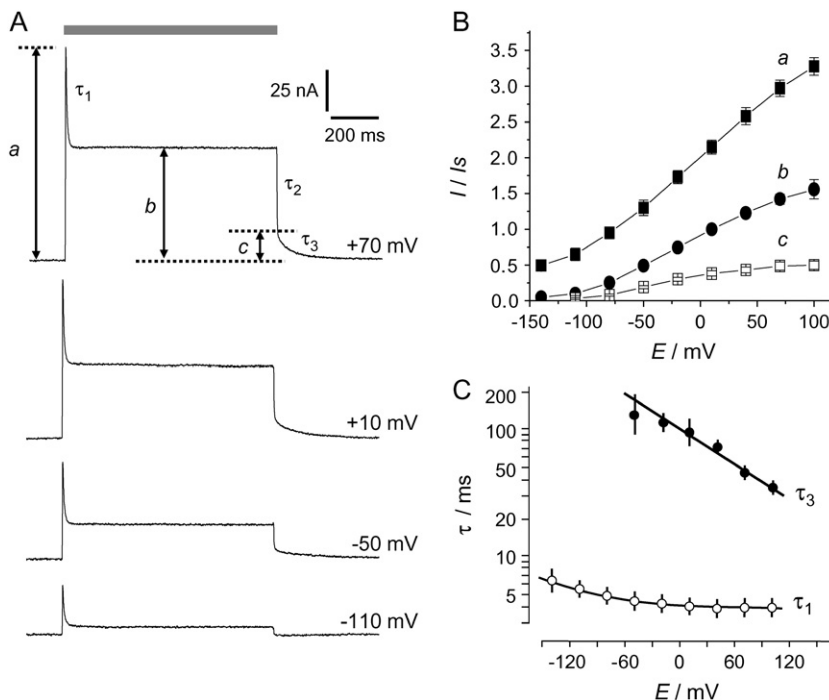 A
a
τ1
25 nA
200 ms
b
τ2
c
τ3
+70 mV
+10 mV
-50 mV
-110 mV
B
I / Is
3.5
3.0
2.5
2.0
1.5
1.0
0.5
0.0
a
b
c
-150 -100 -50 0 50 100
E / mV
C
τ / ms
200
100
50
20
10
5
4
τ3
τ1
-120 -60 0 60 120
E / mV